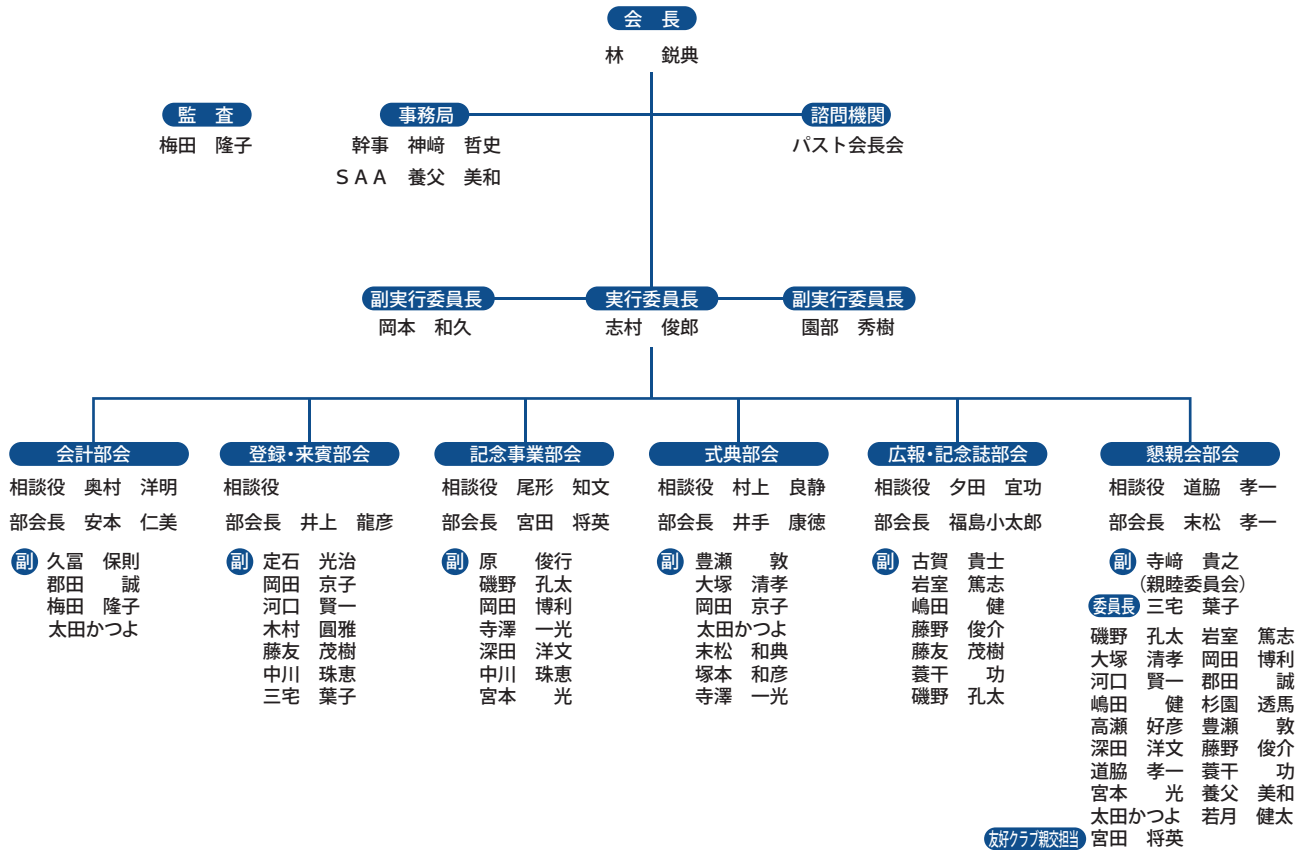 会　長
林　　鋭典
監　査
梅田　隆子
事務局
幹事　神﨑　哲史
ＳＡＡ　養父　美和
諮問機関
パスト会長会
副実行委員長
岡本　和久
実行委員長
志村　俊郎
副実行委員長
園部　秀樹
会計部会
相談役　奥村　洋明
部会長　安本　仁美
副 久冨　保則
郡田　　誠
梅田　隆子
太田かつよ
登録・来賓部会
相談役
部会長　井上　龍彦
副 定石　光治
岡田　京子
河口　賢一
木村　圓雅
藤友　茂樹
中川　珠恵
三宅　葉子
記念事業部会
相談役　尾形　知文
部会長　宮田　将英
副 原　　俊行
磯野　孔太
岡田　博利
寺澤　一光
深田　洋文
中川　珠恵
宮本　　光
式典部会
相談役　村上　良静
部会長　井手　康徳
副 豊瀬　　敦
大塚　清孝
岡田　京子
太田かつよ
末松　和典
塚本　和彦
寺澤　一光
広報・記念誌部会
相談役　夕田　宜功
部会長　福島小太郎
副 古賀　貴士
岩室　篤志
嶋田　　健
藤野　俊介
藤友　茂樹
蓑干　　功
磯野　孔太
懇親会部会
相談役　道脇　孝一
部会長　末松　孝一
副 寺﨑　貴之
（親睦委員会）
委員長 三宅　葉子
磯野　孔太　岩室　篤志
大塚　清孝　岡田　博利
河口　賢一　郡田　　誠
嶋田　　健　杉園　透馬
高瀬　好彦　豊瀬　　敦
深田　洋文　藤野　俊介
道脇　孝一　蓑干　　功
宮本　　光　養父　美和
太田かつよ　若月　健太
友好クラブ親交担当 宮田　将英